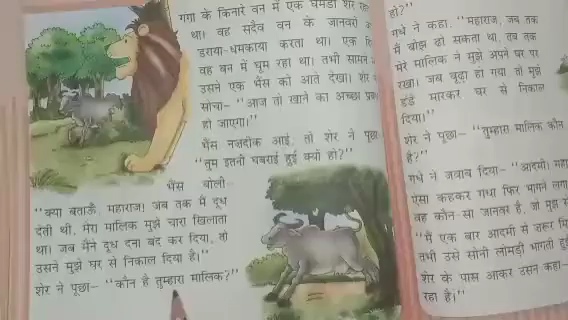 गंगा के किनारे वन में एक घमंडी शेर
था। वह सदैव वन के जानवरों
डराया-धमकाया करता था। एक
वह वन में घूम रहा था। तभी सामने
उसने एक भैंस को आते देखा। शेर
सोचा- "आज तो खाने का अच्छा
हो जाएगा।"
भैंस नजदीक आई, तो शेर ने पूछा
"तुम इतनी घबराई हुई क्यों हो?"
भैंस बोली
"क्या बताऊँ, महाराज! जब तक मैं दूध
देती थी, मेरा मालिक मुझे चारा खिलाता
था। जब मैंने दूध देना बंद कर दिया, तो
उसने मुझे घर से निकाल दिया है।"
शेर ने पूछा- "कौन है तुम्हारा मालिक?"
हो?"
गधे ने कहा, "महाराज, जब तक
मैं बोझ ढो सकता था, तब तक
मेरे मालिक ने मुझे अपने घर पर
रखा। जब बूढ़ा हो गया तो मुझे
डंडे मारकर घर से निकाल
दिया।"
शेर ने पूछा- "तुम्हारा मालिक कौन
है?"
गधे ने जवाब दिया- "आदमी।
ऐसा कहकर गधा फिर भागने लगा
वह कौन-सा जानवर है, जो मुझ
"मैं एक बार आदमी से जरूर
तभी उसे सोनी लोमड़ी भागती हुई
शेर के पास आकर उसने कहा-
रहा है।"